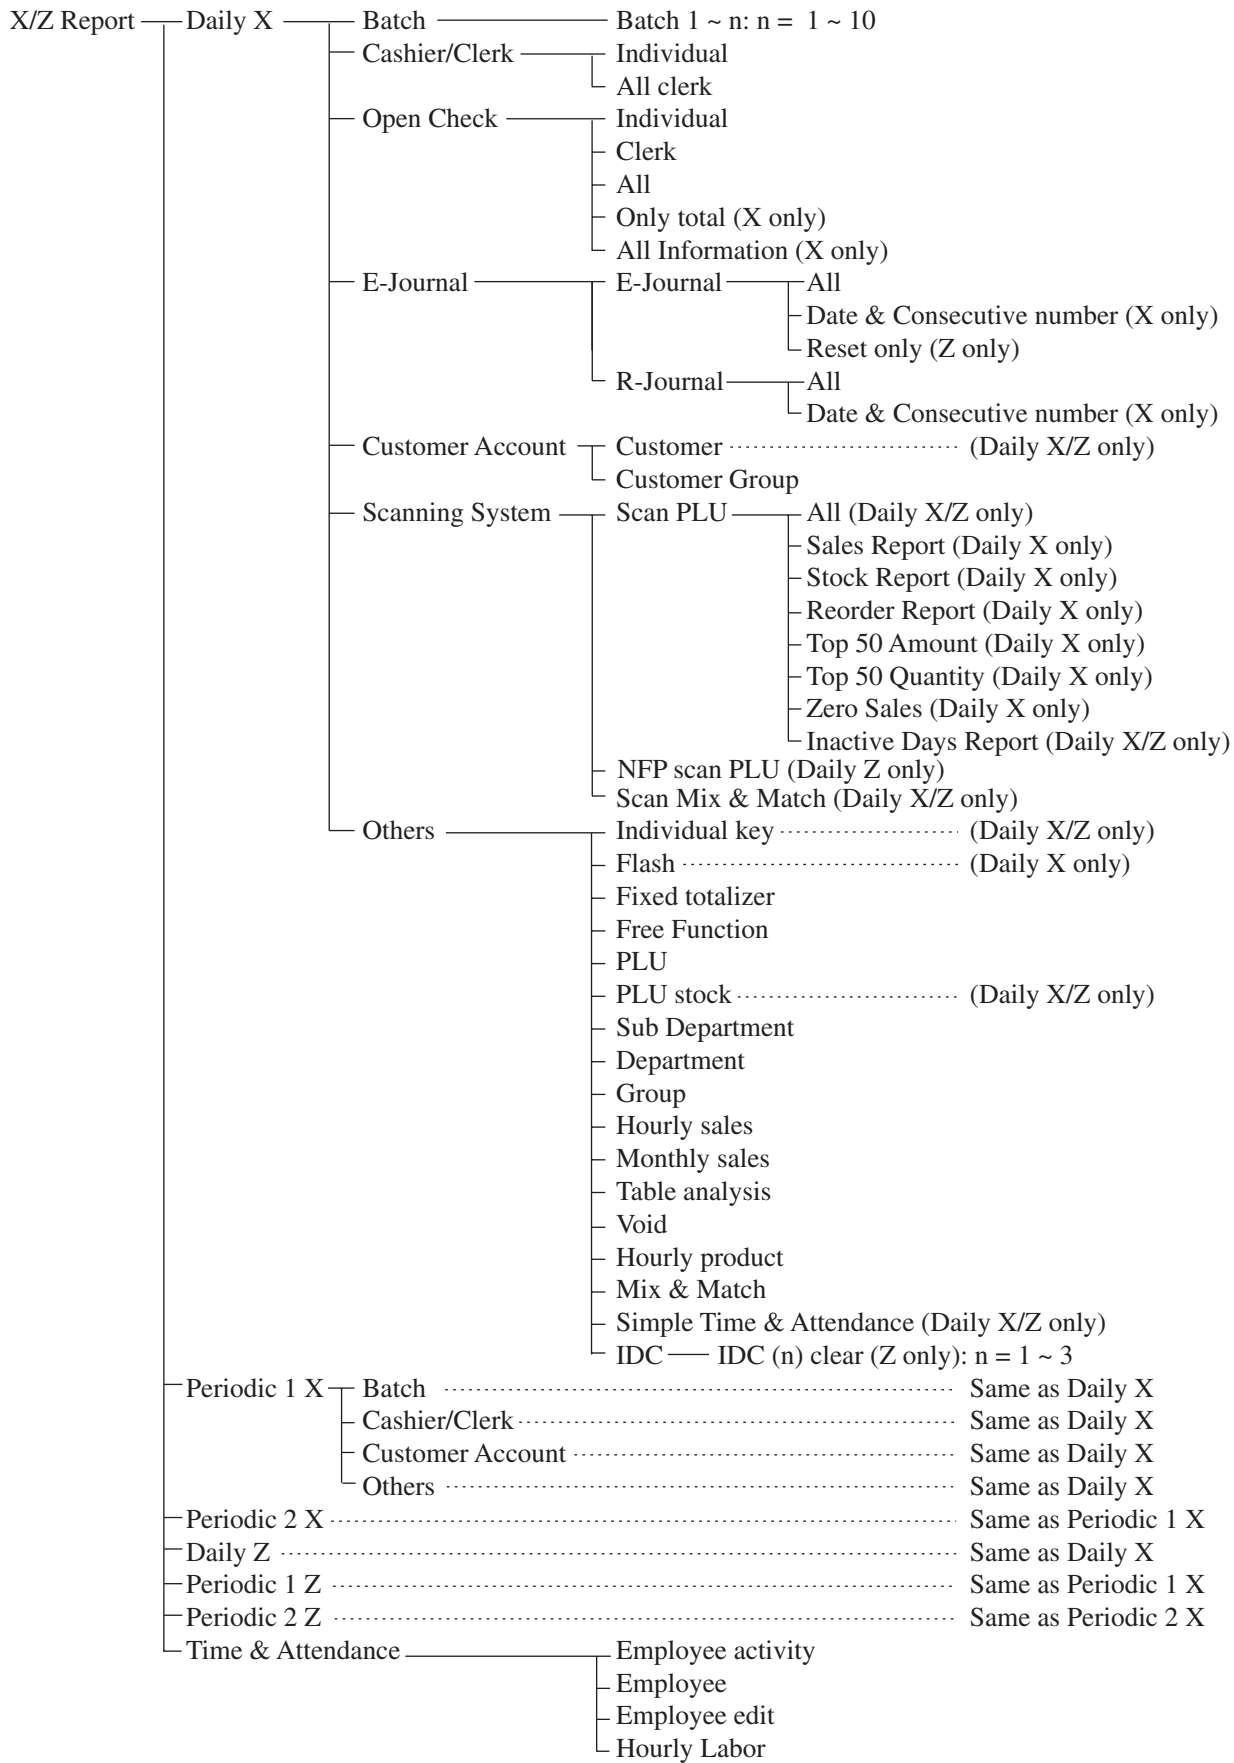 X/Z Report Daily X Batch Batch 1 ~ n: n = 1 ~ 10
Cashier/Clerk Individual
All clerk
Open Check Individual
Clerk
All
Only total (X only)
All Information (X only)
E-Journal E-Journal All
Date & Consecutive number (X only)
Reset only (Z only)
R-Journal All
Date & Consecutive number (X only)
Customer Account Customer (Daily X/Z only)
Customer Group
Scanning System Scan PLU All (Daily X/Z only)
Sales Report (Daily X only)
Stock Report (Daily X only)
Reorder Report (Daily X only)
Top 50 Amount (Daily X only)
Top 50 Quantity (Daily X only)
Zero Sales (Daily X only)
Inactive Days Report (Daily X/Z only)
NFP scan PLU (Daily Z only)
Scan Mix & Match (Daily X/Z only)
Others Individual key (Daily X/Z only)
Flash (Daily X only)
Fixed totalizer
Free Function
PLU
PLU stock (Daily X/Z only)
Sub Department
Department
Group
Hourly sales
Monthly sales
Table analysis
Void
Hourly product
Mix & Match
Simple Time & Attendance (Daily X/Z only)
IDC IDC (n) clear (Z only): n = 1 ~ 3
Periodic 1 X Batch Same as Daily X
Cashier/Clerk Same as Daily X
Customer Account Same as Daily X
Others Same as Daily X
Periodic 2 X Same as Periodic 1 X
Daily Z Same as Daily X
Periodic 1 Z Same as Periodic 1 X
Periodic 2 Z Same as Periodic 2 X
Time & Attendance Employee activity
Employee
Employee edit
Hourly Labor